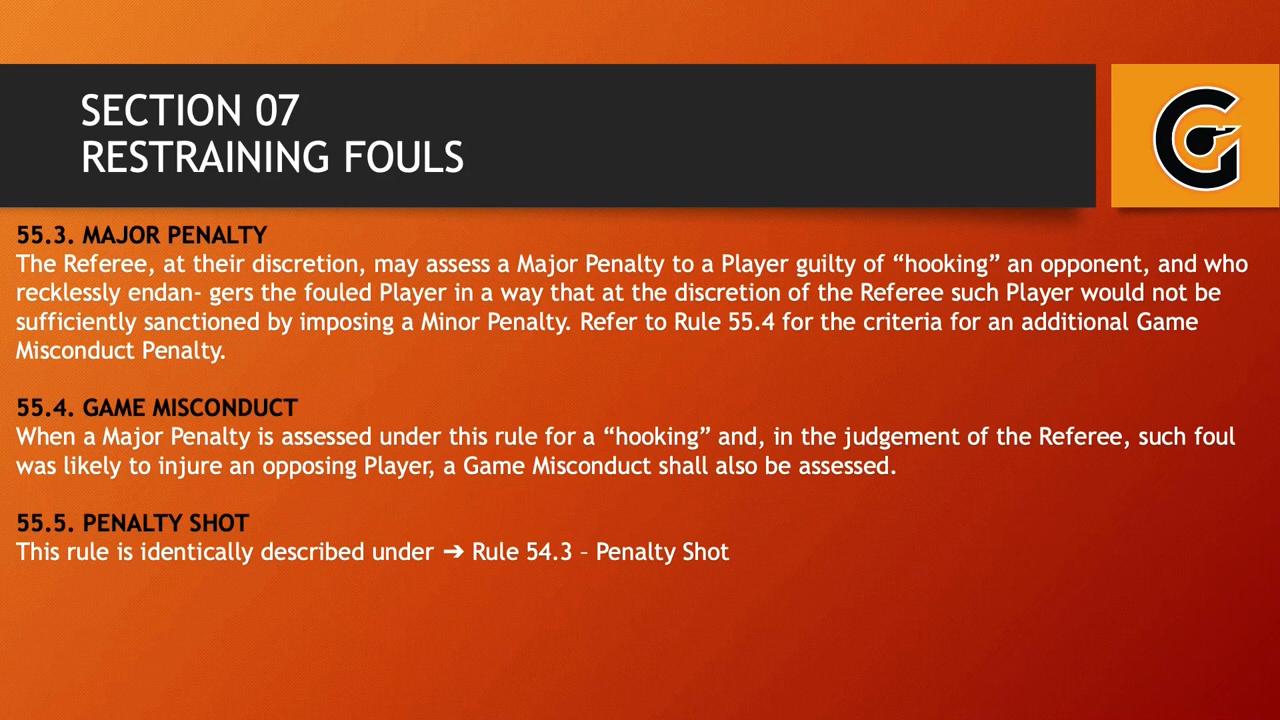 SECTION 07
RESTRAINING FOULS
G
55.3. MAJOR PENALTY
The Referee, at their discretion, may assess a Major Penalty to a Player guilty of “hooking” an opponent, and who
recklessly endan- gers the fouled Player in a way that at the discretion of the Referee such Player would not be
sufficiently sanctioned by imposing a Minor Penalty. Refer to Rule 55.4 for the criteria for an additional Game
Misconduct Penalty.
55.4. GAME MISCONDUCT
When a Major Penalty is assessed under this rule for a “hooking” and, in the judgement of the Referee, such foul
was likely to injure an opposing Player, a Game Misconduct shall also be assessed.
55.5. PENALTY SHOT
This rule is identically described under ➔ Rule 54.3 – Penalty Shot